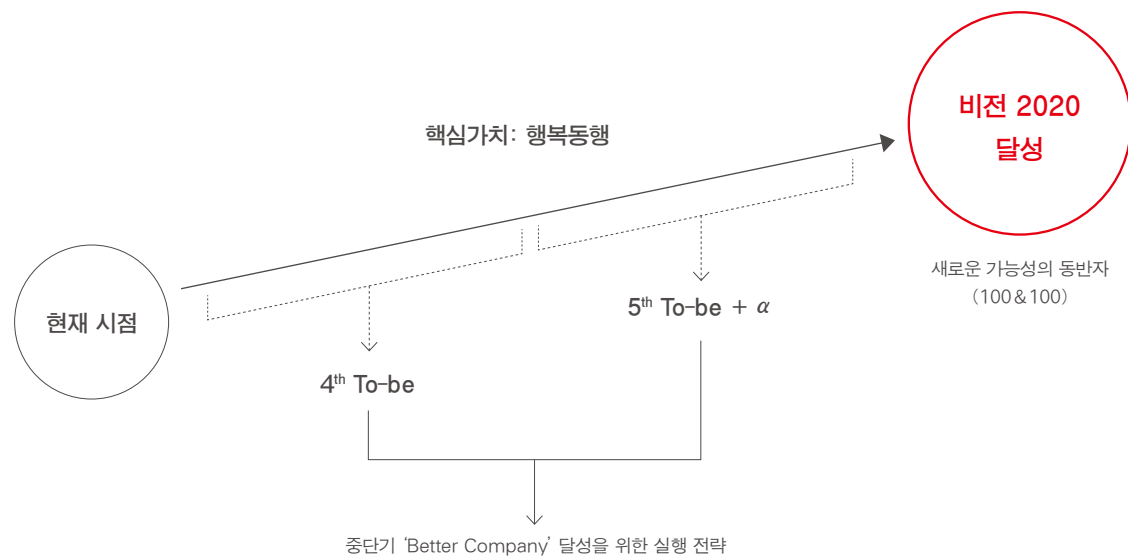 비전 2020
달성
핵심가치: 행복동행
새로운 가능성의 동반자
(100&100)
현재 시점
5th To-be + α
4th To-be
중단기 ‘Better Company’ 달성을 위한 실행 전략